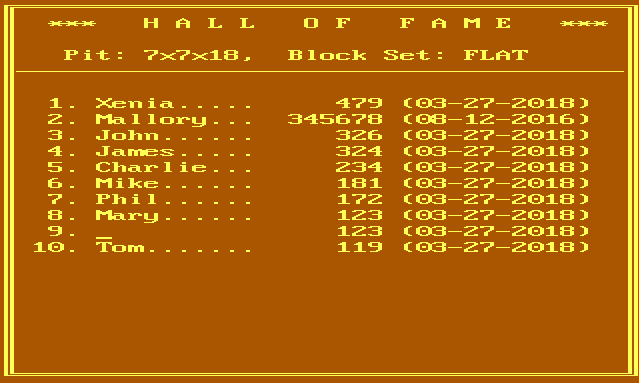 *** HALL OF FAME ***
Pit: 7x7x18, Block Set: FLAT
1. Xenia..... 479 (03-27-2018)
2. Mallory... 345678 (08-12-2016)
3. John...... 326 (03-27-2018)
4. James..... 324 (03-27-2018)
5. Charlie... 234 (03-27-2018)
6. Mike...... 181 (03-27-2018)
7. Phil...... 172 (03-27-2018)
8. Mary...... 123 (03-27-2018)
9. _ 123 (03-27-2018)
10. Tom....... 119 (03-27-2018)